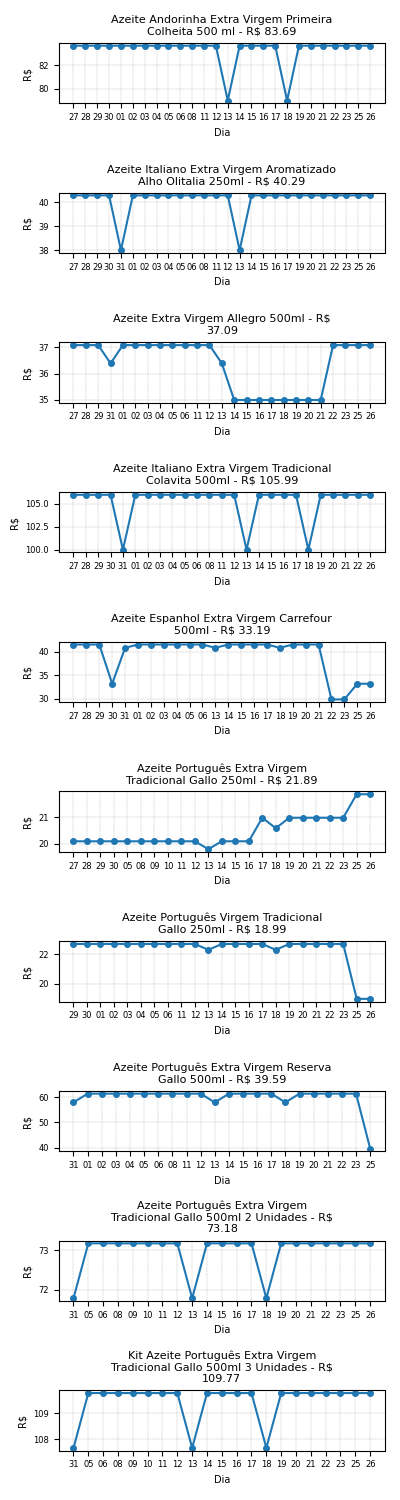 Azeite Andorinha Extra Virgem Primeira
Colheita 500 ml - R$ 83.69
82
80
R$
27 28 29 30 31 01 02 03 04 05 06 08 11 12 13 14 18 19 20 21 22 23 25 26
Dia
Azeite Italiano Extra Virgem Aromatizado
Alho Olitalia 250ml - R$ 40.29
40
39
38
R$
27 28 29 30 31 01 02 03 04 05 06 08 11 12 13 14 15 16 17 20 21 22 23 25 26
Dia
Azeite Extra Virgem Allegro 500ml - R$
37.09
37
36
35
R$
27 28 29 30 31 01 02 03 04 05 06 11 12 13 14 15 16 17 18 19 20 21 22 25 26
Dia
Azeite Italiano Extra Virgem Tradicional
Colavita 500ml - R$ 105.99
105.0
102.5
100.0
R$
27 28 29 30 31 01 02 03 04 05 06 08 11 12 13 14 15 16 17 18 19 20 21 22 26
Dia
Azeite Espanhol Extra Virgem Carrefour
500ml - R$ 33.19
40
35
30
R$
27 28 29 30 31 01 02 03 04 05 06 13 14 15 16 17 18 19 20 21 22 23 25 26
Dia
Azeite Português Extra Virgem
Tradicional Gallo 250ml - R$ 21.89
21
20
R$
27 28 29 30 05 08 09 10 11 12 13 14 15 16 17 18 19 20 21 22 23 25 26
Dia
Azeite Português Virgem Tradicional
Gallo 250ml - R$ 18.99
22
20
R$
29 30 01 02 03 04 05 06 11 12 13 14 15 16 17 18 19 20 21 22 23 25 26
Dia
Azeite Português Extra Virgem Reserva
Gallo 500ml - R$ 39.59
60
50
40
R$
31 01 02 03 04 05 06 08 11 12 13 14 15 16 17 18 19 20 21 22 23 25
Dia
Azeite Português Extra Virgem
Tradicional Gallo 500ml 2 Unidades - R$
73.18
73
72
R$
31 05 06 08 09 10 11 12 13 14 16 17 18 19 20 21 22 23 25 26
Dia
Kit Azeite Português Extra Virgem
Tradicional Gallo 500ml 3 Unidades - R$
109.77
109
108
R$
31 05 06 08 09 10 11 12 13 14 15 16 17 18 19 20 21 22 23 25 26
Dia